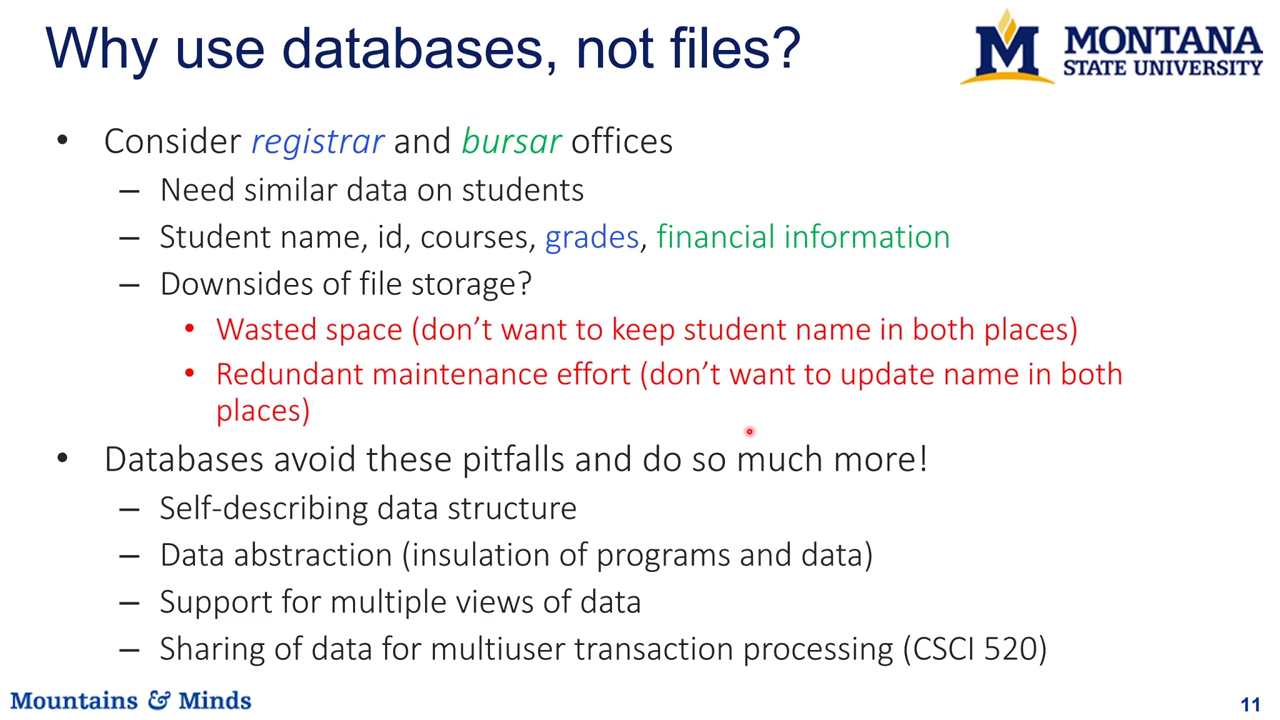 Why use databases, not files?
MONTANA
STATE UNIVERSITY
• Consider registrar and bursar offices
– Need similar data on students
– Student name, id, courses, grades, financial information
– Downsides of file storage?
• Wasted space (don’t want to keep student name in both places)
• Redundant maintenance effort (don’t want to update name in both
places)
• Databases avoid these pitfalls and do so much more!
– Self-describing data structure
– Data abstraction (insulation of programs and data)
– Support for multiple views of data
– Sharing of data for multiuser transaction processing (CSCI 520)
Mountains & Minds
11